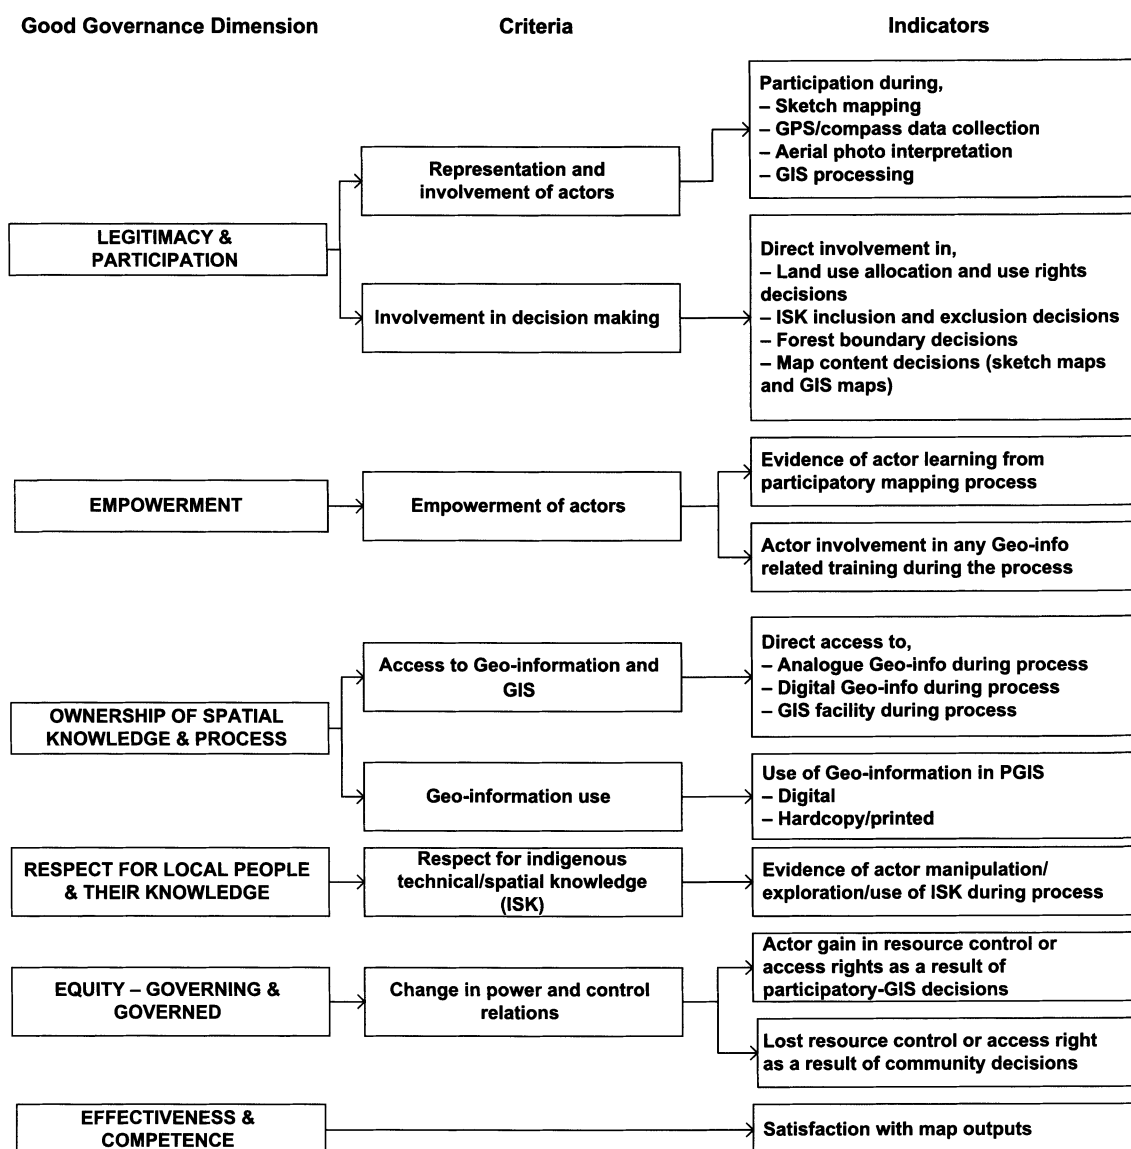 Good Governance Dimension
Criteria
Indicators
LEGITIMACY &
PARTICIPATION
Representation and
involvement of actors
Participation during,
– Sketch mapping
– GPS/compass data collection
– Aerial photo interpretation
– GIS processing
Involvement in decision making
Direct involvement in,
– Land use allocation and use rights
decisions
– ISK inclusion and exclusion decisions
– Forest boundary decisions
– Map content decisions (sketch maps
and GIS maps)
EMPOWERMENT
Empowerment of actors
Evidence of actor learning from
participatory mapping process
Actor involvement in any Geo-info
related training during the process
OWNERSHIP OF SPATIAL
KNOWLEDGE & PROCESS
Access to Geo-information and
GIS
Direct access to,
– Analogue Geo-info during process
– Digital Geo-info during process
– GIS facility during process
Geo-information use
Use of Geo-information in PGIS
– Digital
– Hardcopy/printed
RESPECT FOR LOCAL PEOPLE
& THEIR KNOWLEDGE
Respect for indigenous
technical/spatial knowledge
(ISK)
Evidence of actor manipulation/
exploration/use of ISK during process
EQUITY – GOVERNING &
GOVERNED
Change in power and control
relations
Actor gain in resource control or
access rights as a result of
participatory-GIS decisions
Lost resource control or access right
as a result of community decisions
EFFECTIVENESS &
COMPETENCE
Satisfaction with map outputs